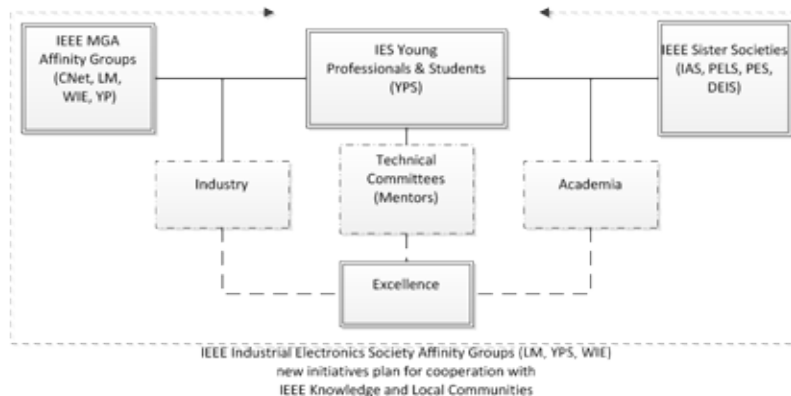 IEEE MGA
Affinity Groups
(CNet, LM,
WIE, YP)
IES Young
Professionals & Students
(YPS)
IEEE Sister Societies
(IAS, PELS, PES,
DEIS)
Industry
Technical
Committees
(Mentors)
Academia
Excellence
IEEE Industrial Electronics Society Affinity Groups (LM, YPS, WIE)
new initiatives plan for cooperation with
IEEE Knowledge and Local Communities